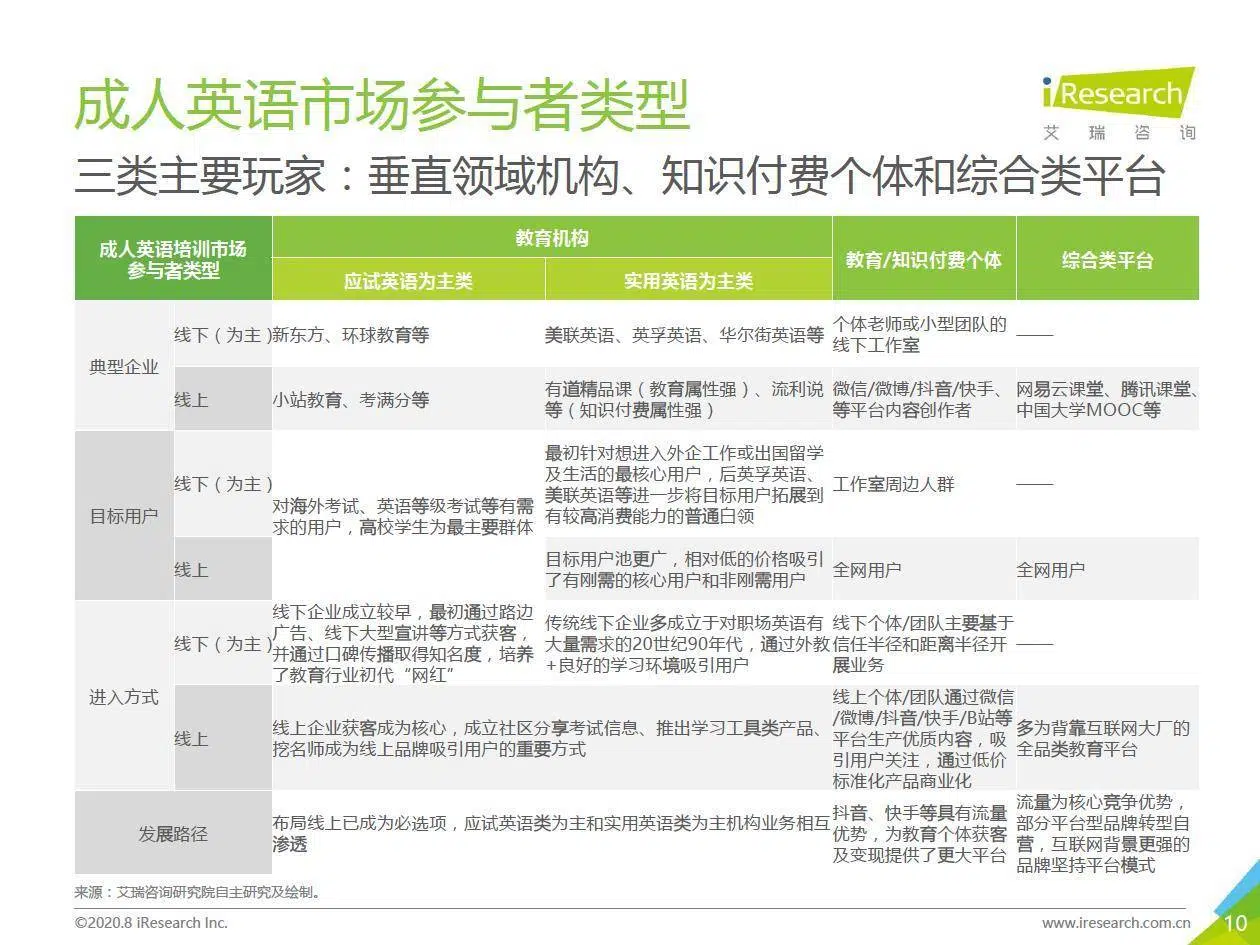 成人英语市场参与者类型
iResearch
艾瑞咨询
三类主要玩家：垂直领域机构、知识付费个体和综合类平台
成人英语培训市场
参与者类型
教育机构
应试英语为主类
实用英语为主类
教育/知识付费个体
综合类平台
典型企业
线下（为主）
新东方、环球教育等
美联英语、英孚英语、华尔街英语等
个体老师或小型团队的
线下工作室
——
线上
小站教育、考满分等
有道精品课（教育属性强）、流利说
等（知识付费属性强）
微信/微博/抖音/快手、
等平台内容创作者
网易云课堂、腾讯课堂、
中国大学MOOC等
目标用户
线下（为主）
对海外考试、英语等级考试等有需
求的用户，高校学生为最主要群体
最初针对想进入外企工作或出国留学
及生活的最核心用户，后英孚英语、
美联英语等进一步将目标用户拓展到
有较高消费能力的普通白领
工作室周边人群
——
线上
目标用户池更广，相对低的价格吸引
了有刚需的核心用户和非刚需用户
全网用户
全网用户
进入方式
线下（为主）
线下企业成立较早，最初通过路边
广告、线下大型宣讲等方式获客，
并通过口碑传播取得知名度，培养
了教育行业初代“网红”
传统线下企业多成立于对职场英语有
大量需求的20世纪90年代，通过外教
+良好的学习环境吸引用户
线下个体/团队主要基于
信任半径和距离半径开
展业务
——
线上
线上企业获客成为核心，成立社区分享考试信息、推出学习工具类产品、
挖名师成为线上品牌吸引用户的重要方式
线上个体/团队通过微信
/微博/抖音/快手/B站等
平台生产优质内容，吸
引用户关注，通过低价
标准化产品商业化
多为背靠互联网大厂的
全品类教育平台
发展路径
布局线上已成为必选项，应试英语类为主和实用英语类为主机构业务相互
渗透
抖音、快手等具有流量
优势，为教育个体获客
及变现提供了更大平台
流量为核心竞争优势，
部分平台型品牌转型自
营，互联网背景更强的
品牌坚持平台模式
来源：艾瑞咨询研究院自主研究及绘制。
©2020.8 iResearch Inc.
www.iresearch.com.cn
10